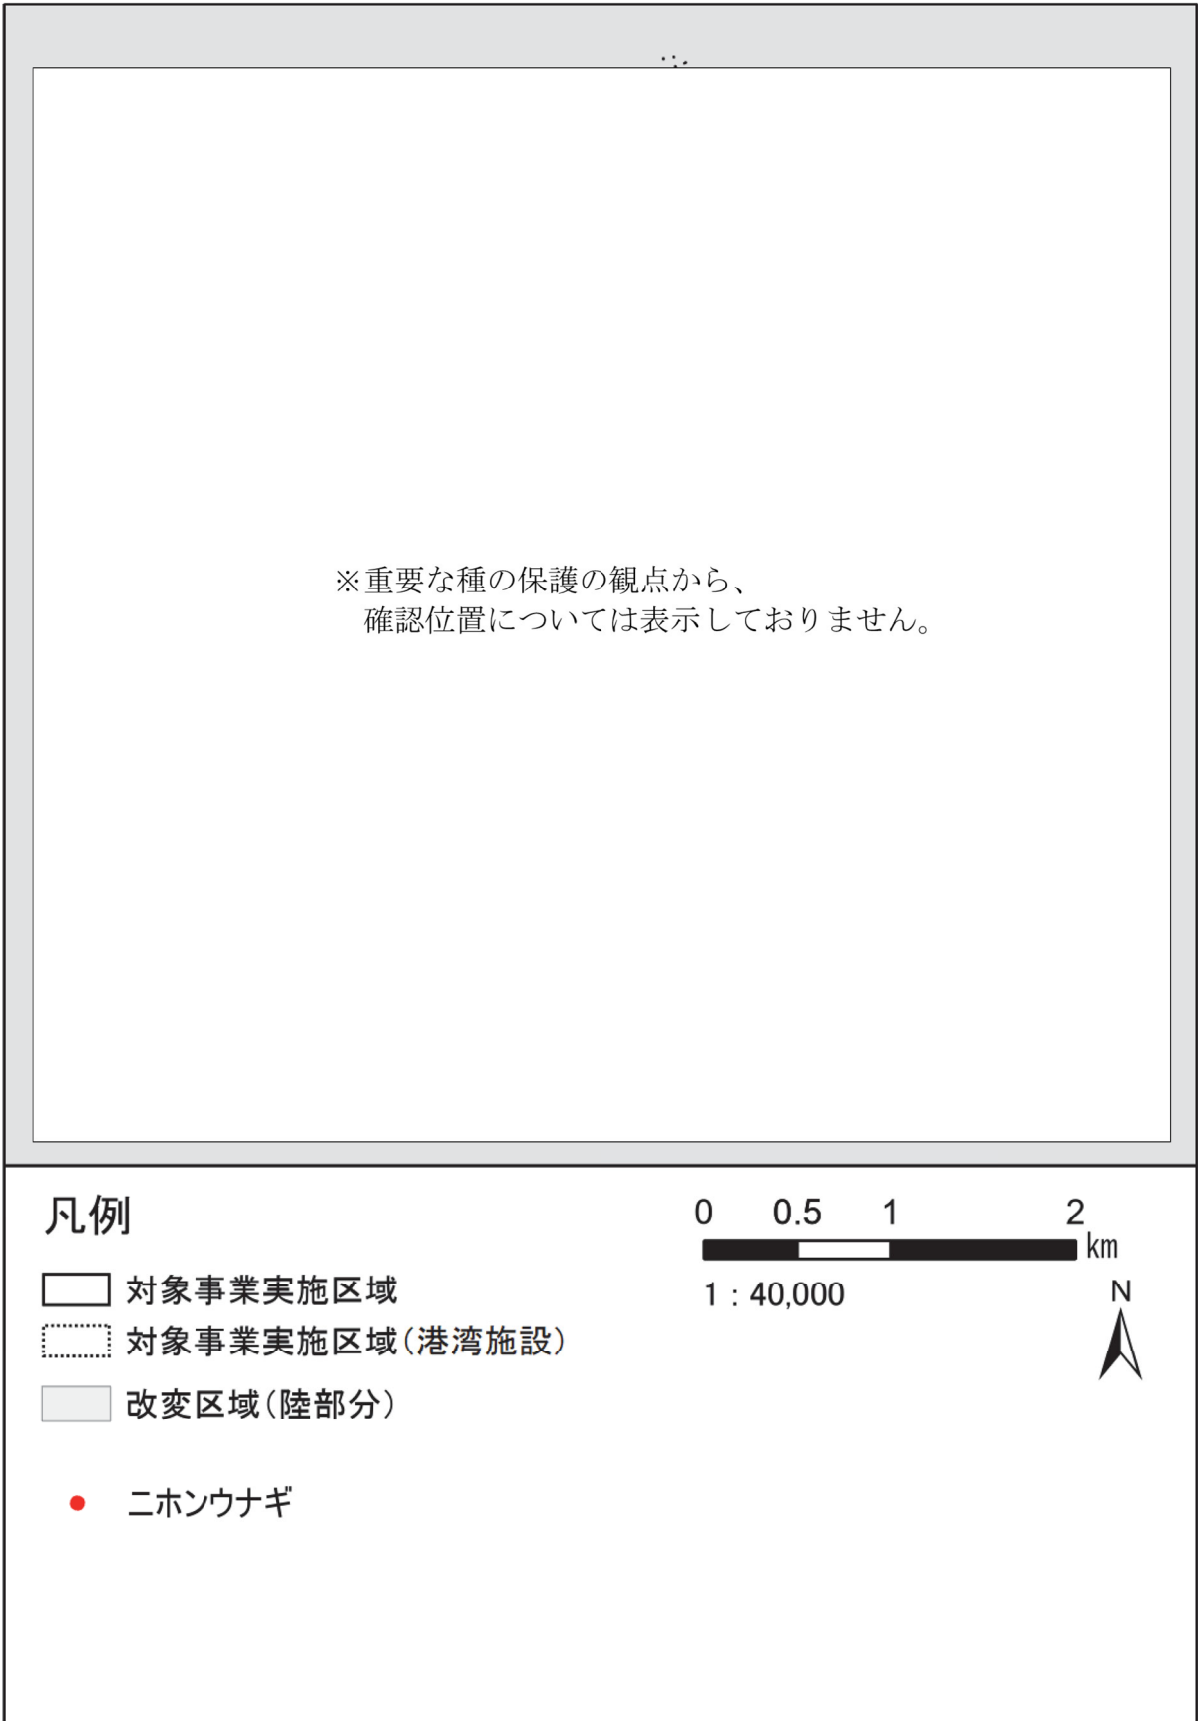 ※重要な種の保護の観点から、
確認位置については表示しておりません。
凡例
対象事業実施区域
対象事業実施区域(港湾施設)
改変区域(陸部分)
ニホンウナギ
0 0.5 1 2
km
1 : 40,000
N